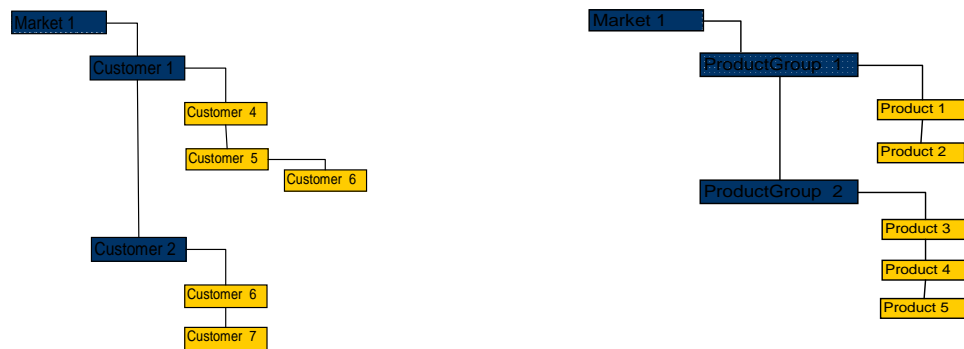 Market 1
Customer 1
Customer 4
Customer 5
Customer 6
Customer 2
Customer 6
Customer 7
Market 1
ProductGroup 1
Product 1
Product 2
ProductGroup 2
Product 3
Product 4
Product 5